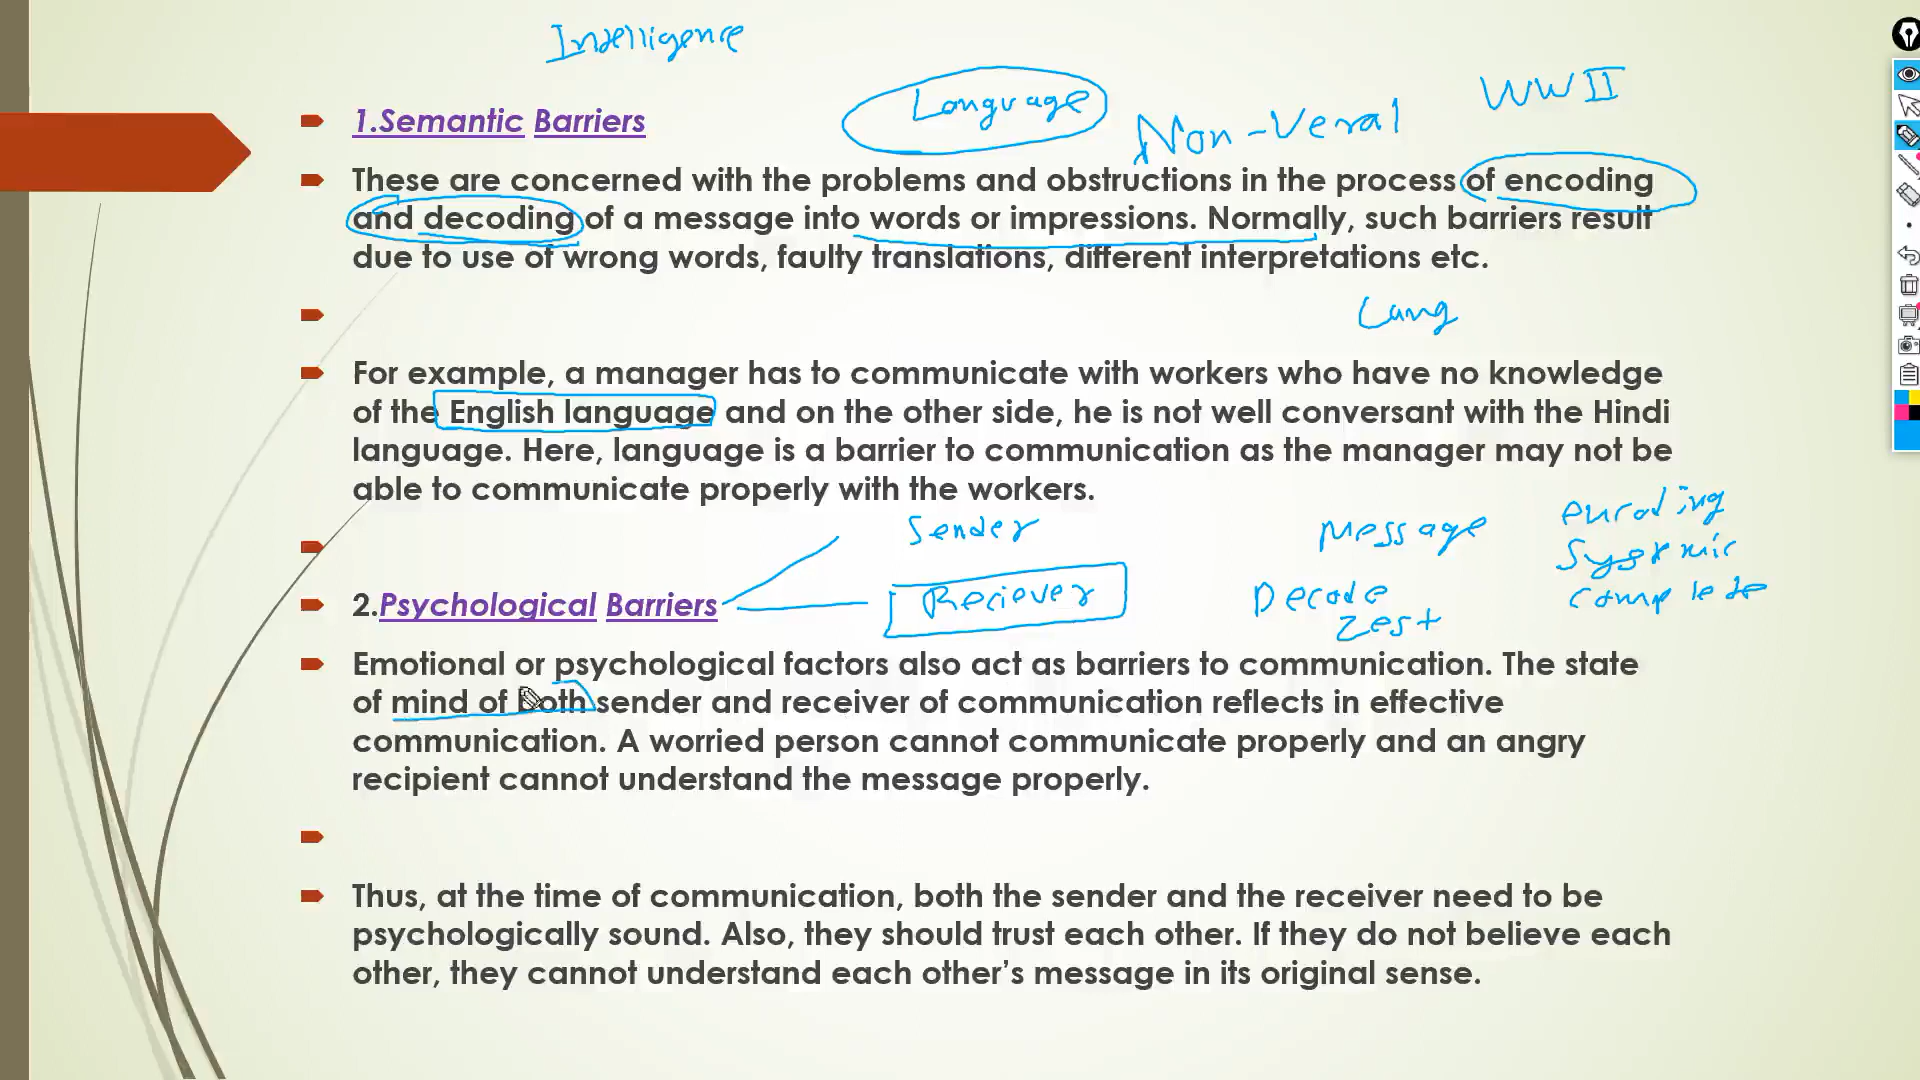 Intelligence
Language
Non-Veral
WWII
1.Semantic Barriers
These are concerned with the problems and obstructions in the process of encoding
and decoding of a message into words or impressions. Normally, such barriers result
due to use of wrong words, faulty translations, different interpretations etc.
Lang
For example, a manager has to communicate with workers who have no knowledge
of the English language and on the other side, he is not well conversant with the Hindi
language. Here, language is a barrier to communication as the manager may not be
able to communicate properly with the workers.
Sender
Message
Reciever
Decode
Zest
2.Psychological Barriers
Emotional or psychological factors also act as barriers to communication. The state
of mind of both sender and receiver of communication reflects in effective
communication. A worried person cannot communicate properly and an angry
recipient cannot understand the message properly.
Thus, at the time of communication, both the sender and the receiver need to be
psychologically sound. Also, they should trust each other. If they do not believe each
other, they cannot understand each other’s message in its original sense.